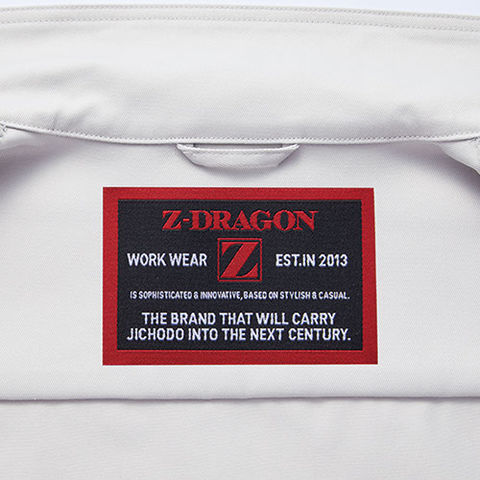 Z-DRAGON
WORK WEAR Z EST.IN 2013
IS SOPHISTICATED & INNOVATIVE, BASED ON STYLISH & CASUAL.
THE BRAND THAT WILL CARRY
JICHODO INTO THE NEXT CENTURY.